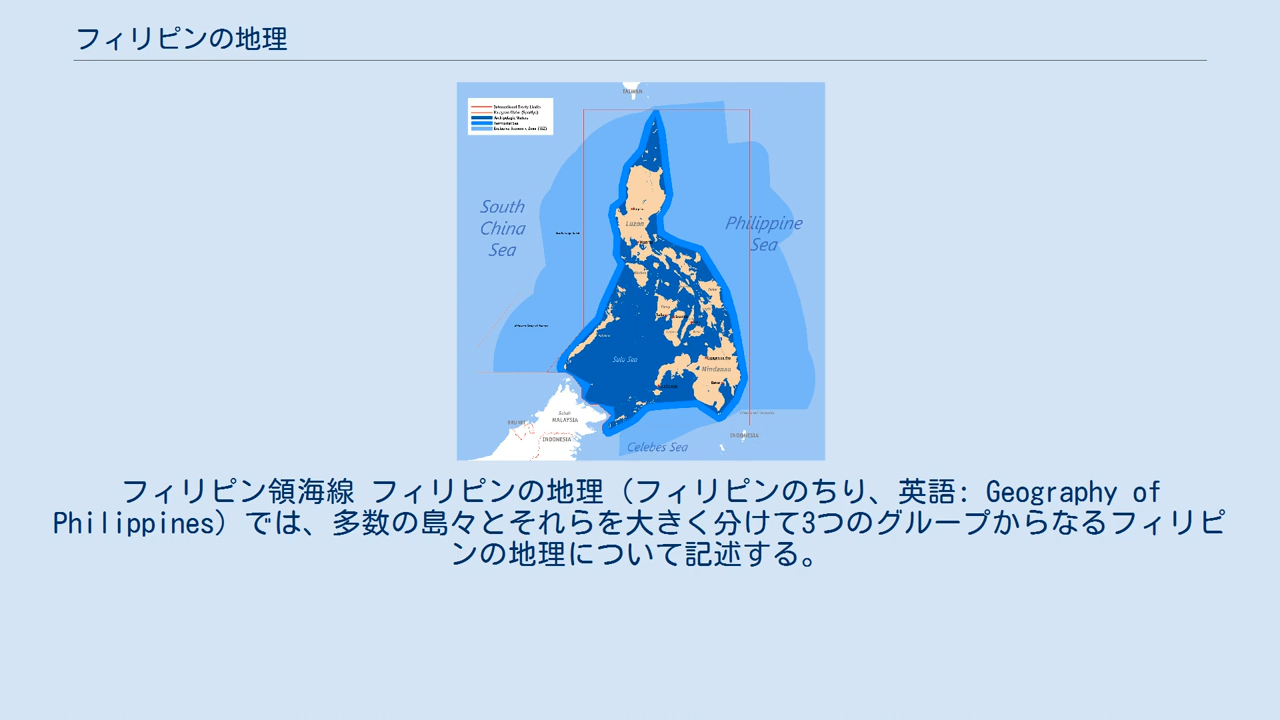 フィリピンの地理
TAIWAN
International Treaty Limits
South
China
Sea
Philippine
Sea
Luzon
Sulu Sea
Mindanao
Sabah
MALAYSIA
BRUNEI
INDONESIA
INDONESIA
Celebes Sea
フィリピン領海線 フィリピンの地理（フィリピンのちり、英語: Geography of
Philippines）では、多数の島々とそれらを大きく分けて3つのグループからなるフィリピ
ンの地理について記述する。